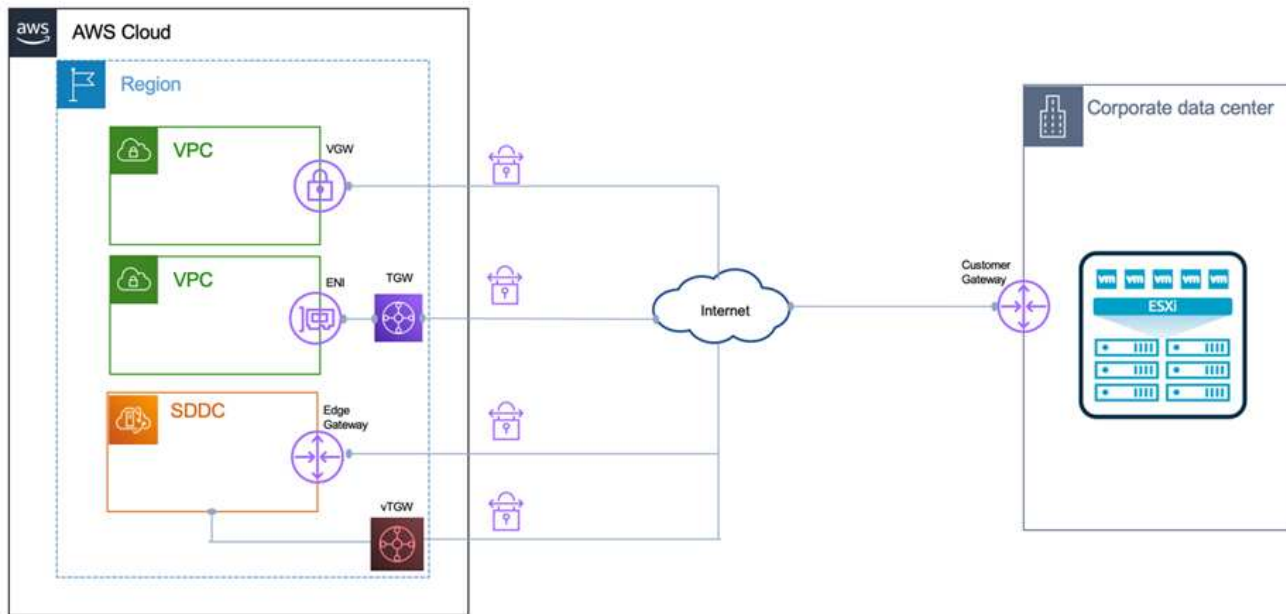 aws
AWS Cloud
Region
VPC
VGW
VPC
ENI
TGW
SDDC
Edge
Gateway
vTGW
Internet
Customer
Gateway
Corporate data center
vm vm vm vm vm
ESXi